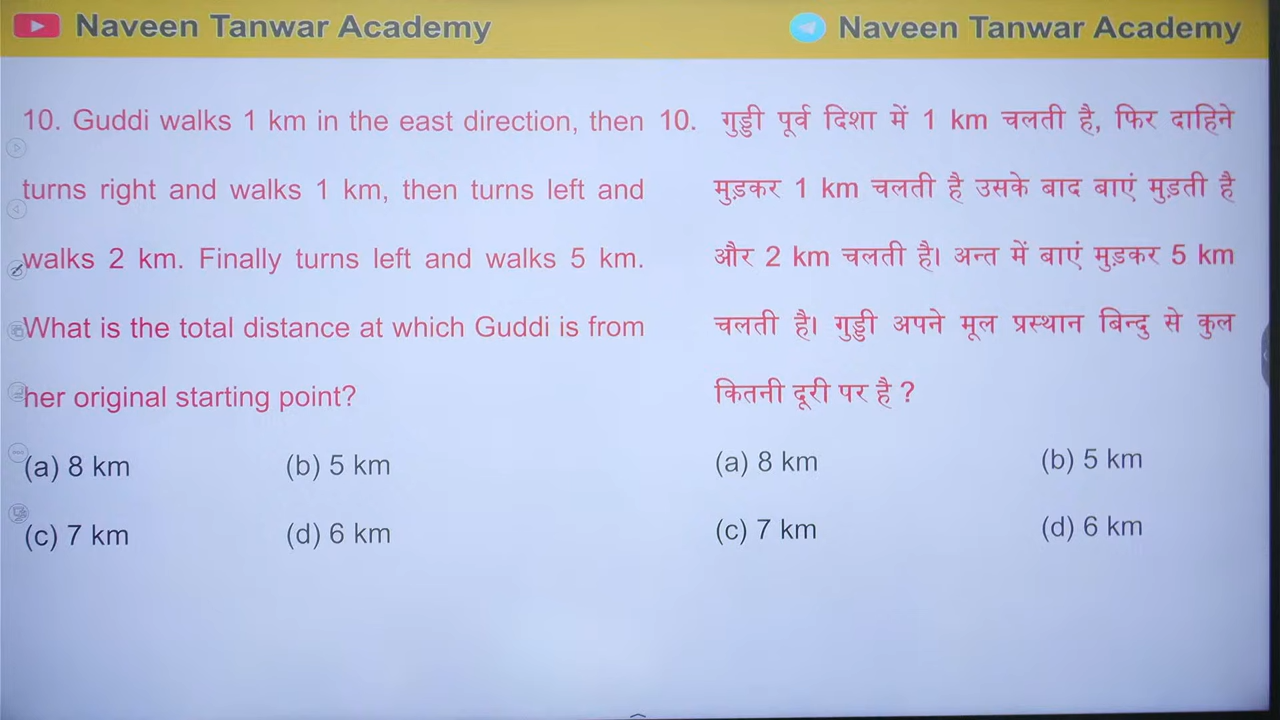 Naveen Tanwar Academy
Naveen Tanwar Academy
10. Guddi walks 1 km in the east direction, then
turns right and walks 1 km, then turns left and
walks 2 km. Finally turns left and walks 5 km.
What is the total distance at which Guddi is from
her original starting point?
(a) 8 km (b) 5 km
(c) 7 km (d) 6 km
10. गुड्डी पूर्व दिशा में 1 km चलती है, फिर दाहिने
मुड़कर 1 km चलती है उसके बाद बाएं मुड़ती है
और 2 km चलती है। अन्त में बाएं मुड़कर 5 km
चलती है। गुड्डी अपने मूल प्रस्थान बिन्दु से कुल
कितनी दूरी पर है ?
(a) 8 km (b) 5 km
(c) 7 km (d) 6 km